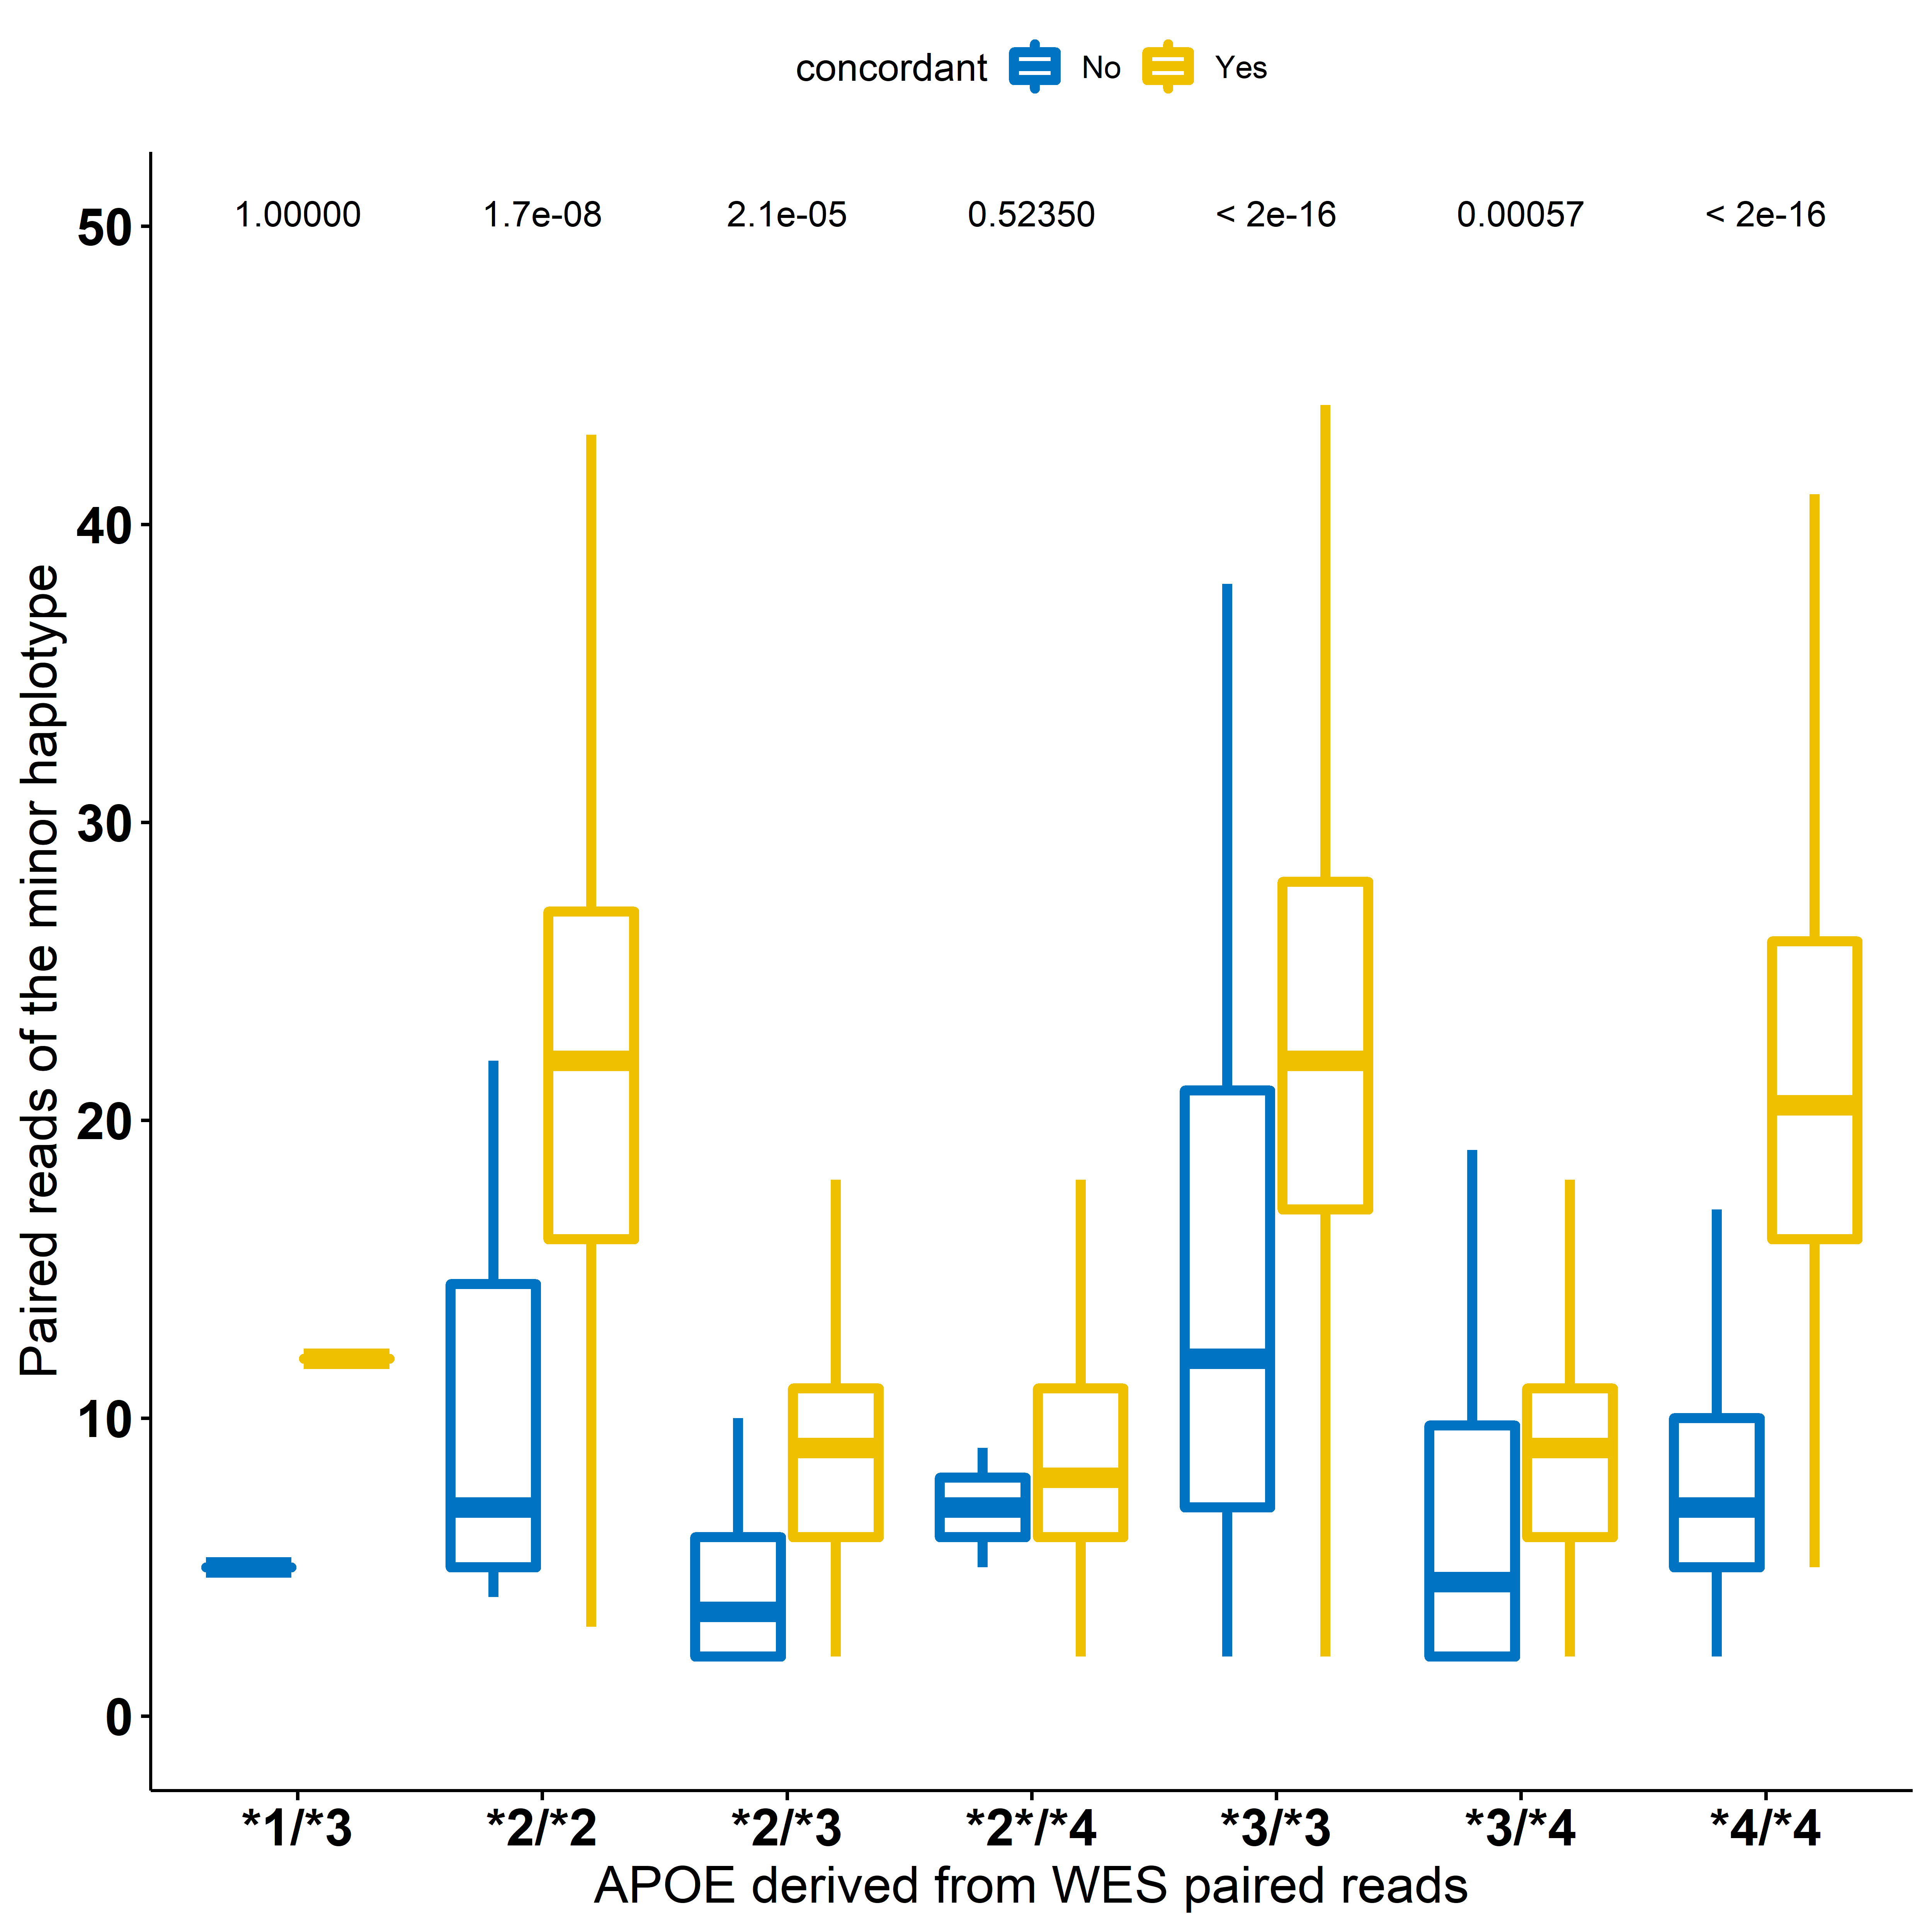 concordant No Yes
1.00000 1.7e-08 2.1e-05 0.52350 < 2e-16 0.00057 < 2e-16
50
40
30
20
10
0
Paired reads of the minor haplotype
*1/*3 *2/*2 *2/*3 *2*/*4 *3/*3 *3/*4 *4/*4
APOE derived from WES paired reads